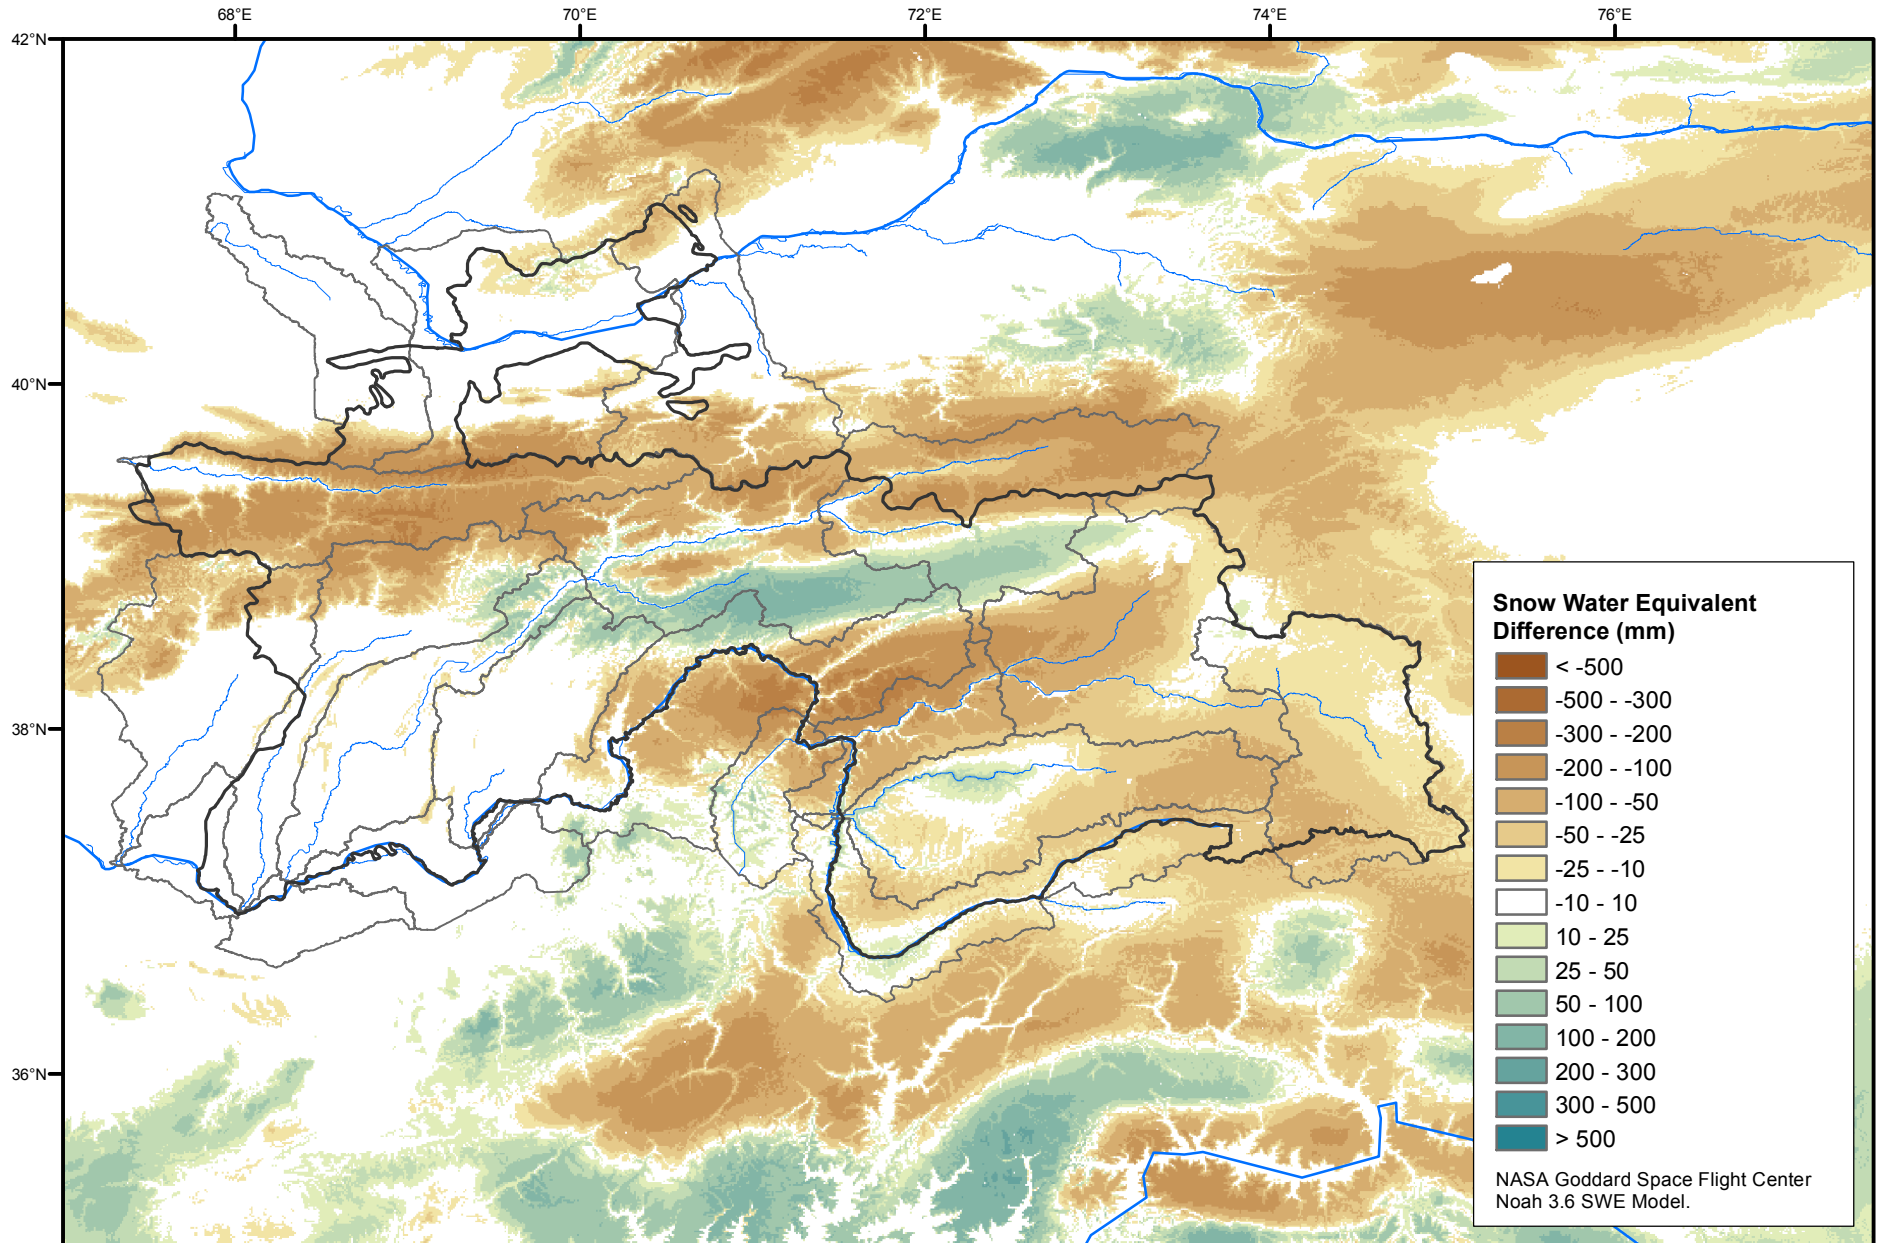 68°E
70°E
72°E
74°E
76°E
42°N
40°N
38°N
36°N
Snow Water Equivalent
Difference (mm)
< -500
-500 - -300
-300 - -200
-200 - -100
-100 - -50
-50 - -25
-25 - -10
-10 - 10
10 - 25
25 - 50
50 - 100
100 - 200
200 - 300
300 - 500
> 500
NASA Goddard Space Flight Center
Noah 3.6 SWE Model.